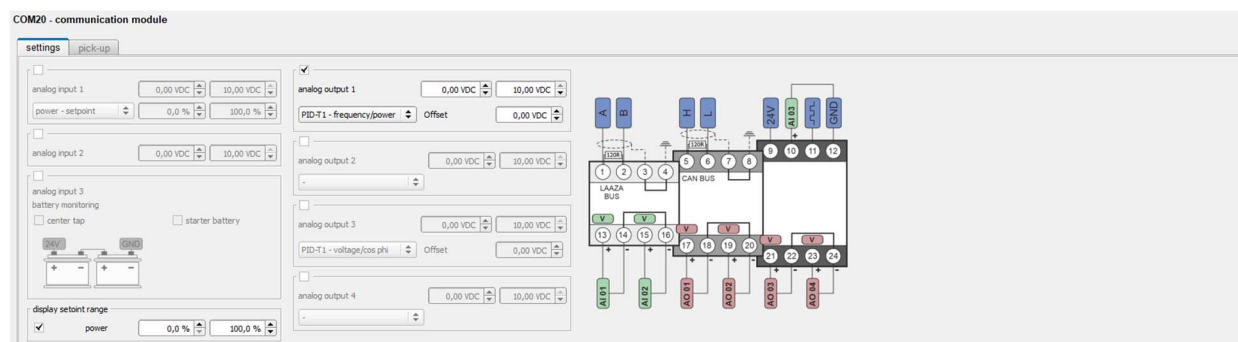 COM20 - communication module
settings
pick-up
analog input 1
0,00 VDC
10,00 VDC
power - setpoint
0,0 %
100,0 %
analog input 2
0,00 VDC
10,00 VDC
analog input 3
battery monitoring
center tap
starter battery
24V
GND
+ - + -
display setoint range
power
0,0 %
100,0 %
analog output 1
0,00 VDC
10,00 VDC
PID-T1 - frequency/power
Offset
0,00 VDC
analog output 2
0,00 VDC
10,00 VDC
-
analog output 3
0,00 VDC
10,00 VDC
PID-T1 - voltage/cos phi
Offset
0,00 VDC
analog output 4
0,00 VDC
10,00 VDC
-
A
B
H
L
24V
AI 03
GND
+
120R
120R
9 10 11 12
5 6 7 8
1 2 3 4
CAN BUS
LAAZA
BUS
V V
13 14 15 16
+ - + -
V V
17 18 19 20
+ - + -
V V
21 22 23 24
+ - + -
AI 01
AI 02
AO 01
AO 02
AO 03
AO 04